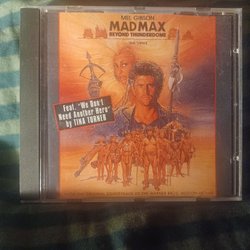 MEL GIBSON
MAD MAX
BEYOND THUNDERDOME
Feat. "We Don't
Need Another Hero"
by TINA TURNER